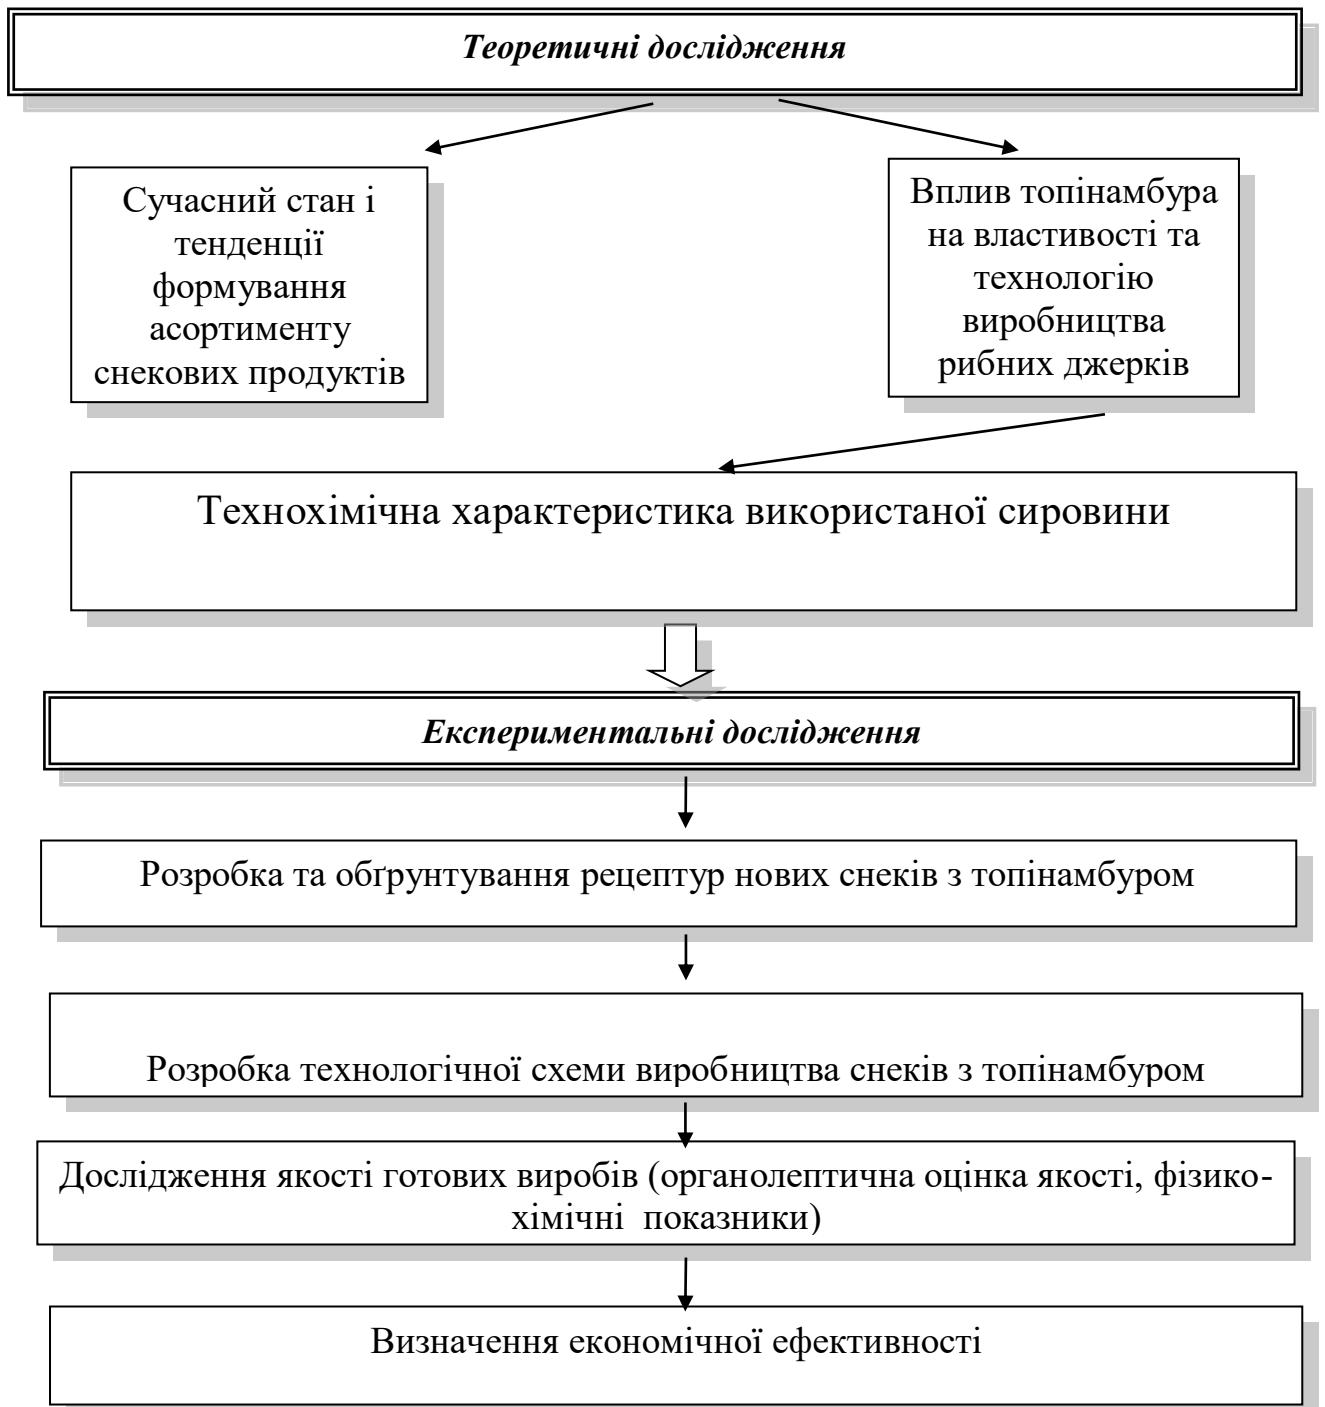 Теоретичні дослідження
Сучасний стан і
тенденції
формування
асортименту
снекових продуктів
Вплив топінамбура
на властивості та
технологію
виробництва
рибних джерків
Технохімічна характеристика використаної сировини
Експериментальні дослідження
Розробка та обґрунтування рецептур нових снеків з топінамбуром
Розробка технологічної схеми виробництва снеків з топінамбуром
Дослідження якості готових виробів (органолептична оцінка якості, фізико-
хімічні показники)
Визначення економічної ефективності